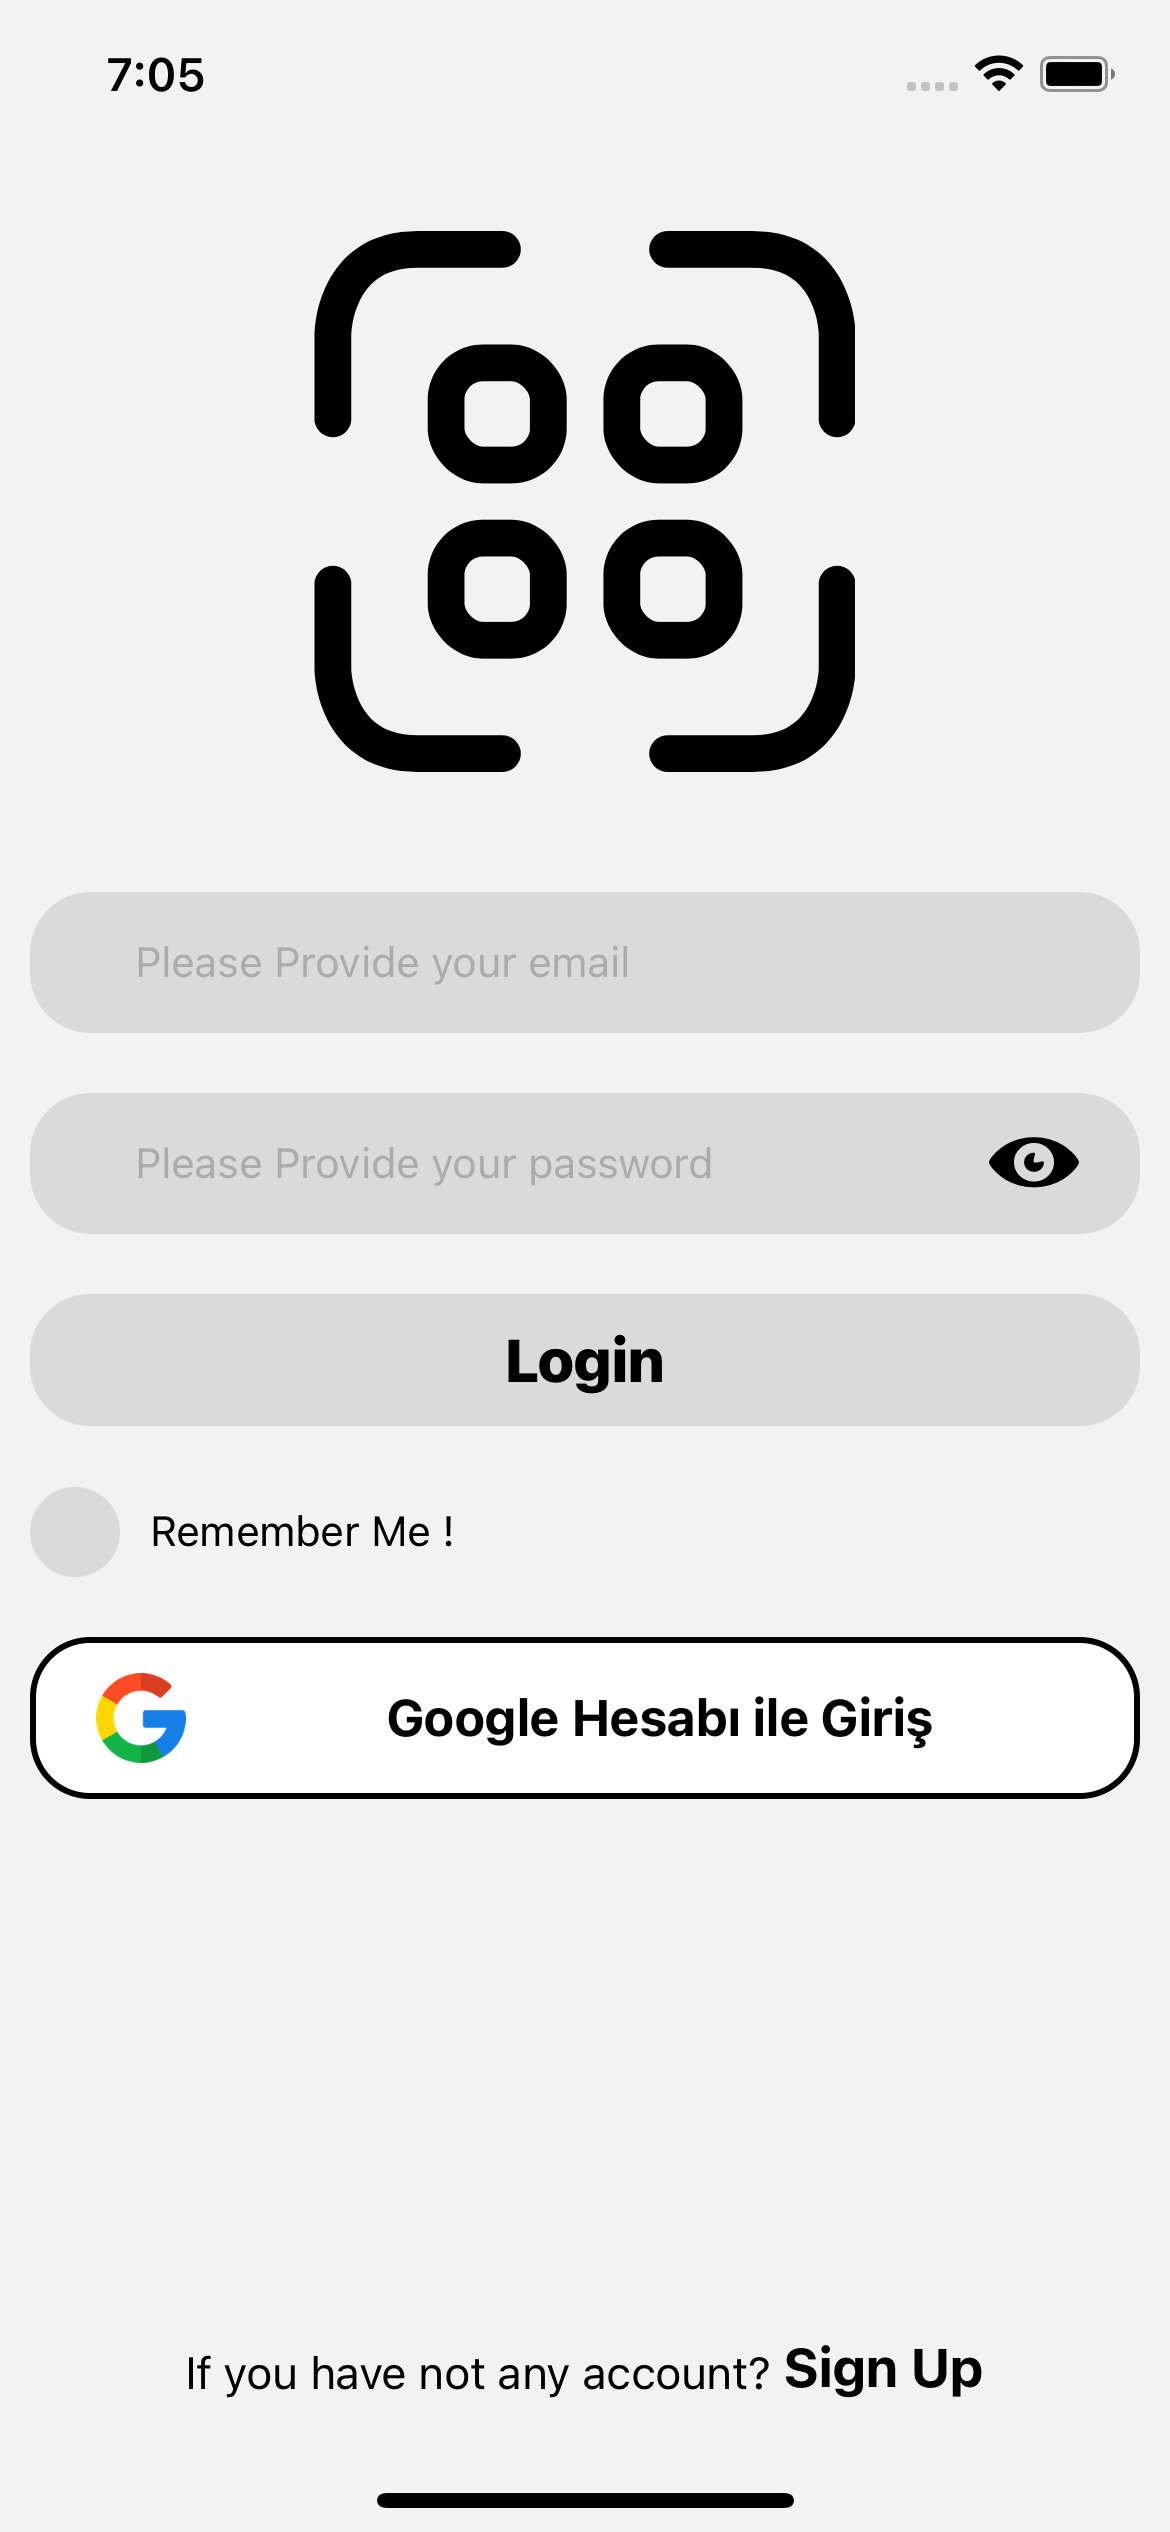 7:05
Please Provide your email
Please Provide your password
Login
Remember Me !
Google Hesabı ile Giriş
If you have not any account? Sign Up